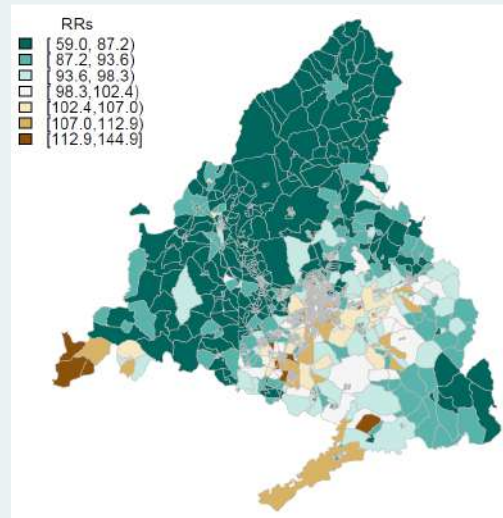 RRs
[ 59.0, 87.2)
[ 87.2, 93.6)
[ 93.6, 98.3)
[ 98.3,102.4)
[102.4,107.0)
[107.0,112.9)
[112.9,144.9]